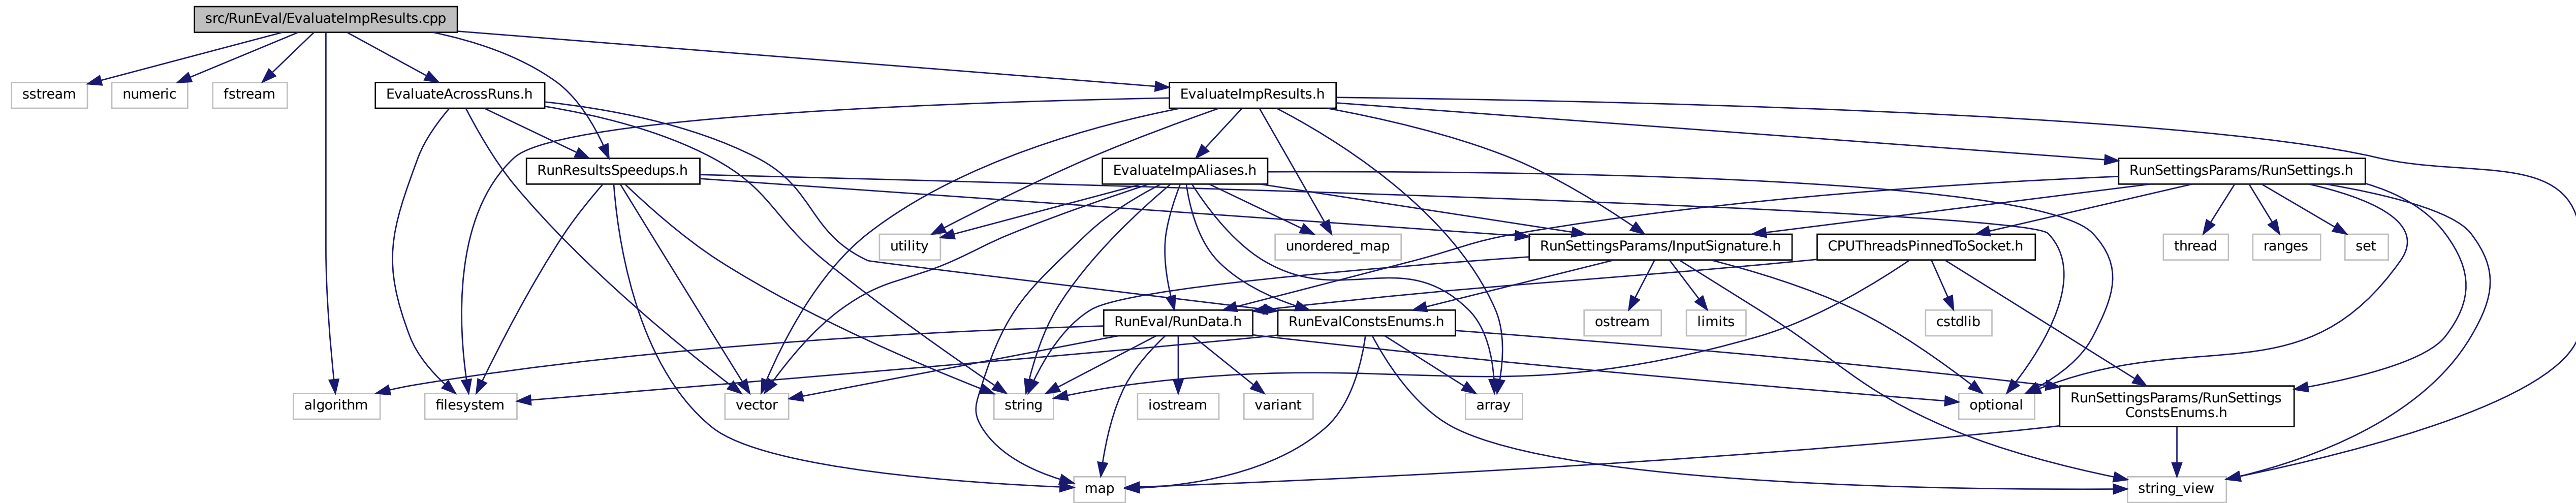 src/RunEval/EvaluateImpResults.cpp
sstream
numeric
fstream
EvaluateAcrossRuns.h
EvaluateImpResults.h
RunResultsSpeedups.h
EvaluateImpAliases.h
RunSettingsParams/RunSettings.h
utility
unordered_map
RunSettingsParams/InputSignature.h
CPUThreadsPinnedToSocket.h
thread
ranges
set
RunEval/RunData.h
RunEvalConstsEnums.h
ostream
limits
cstdlib
algorithm
filesystem
vector
string
iostream
variant
array
optional
RunSettingsParams/RunSettings
ConstsEnums.h
map
string_view